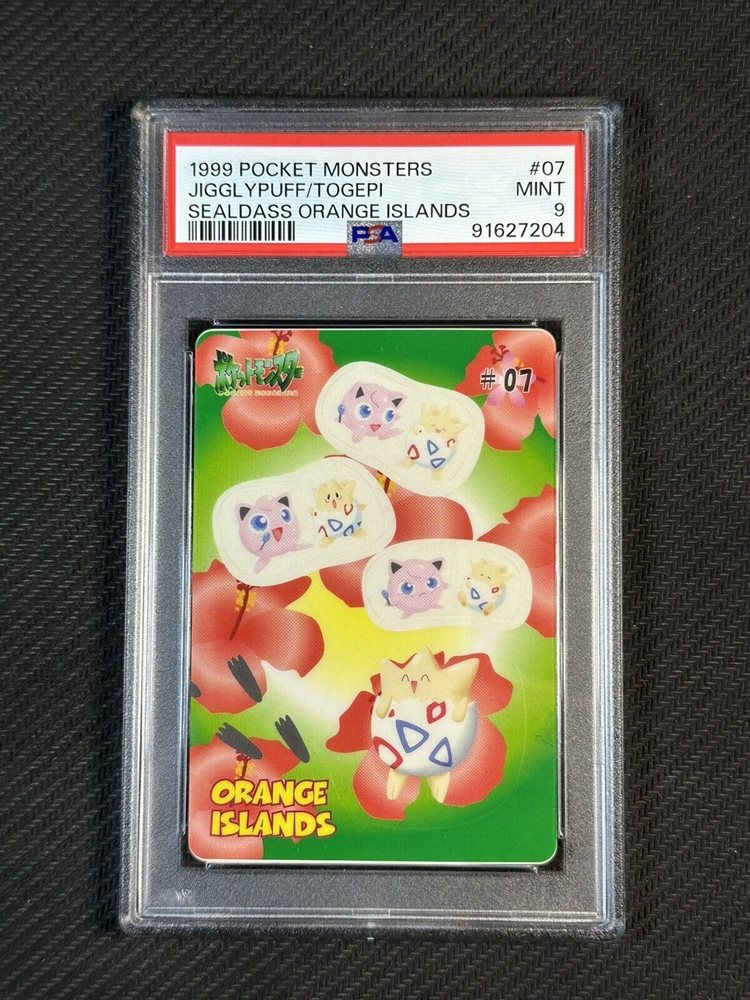 1999 POCKET MONSTERS #07
JIGGLYPUFF/TOGEPI MINT
SEALDASS ORANGE ISLANDS 9
PSA 91627204
ポケットモンスター
#07
ORANGE
ISLANDS